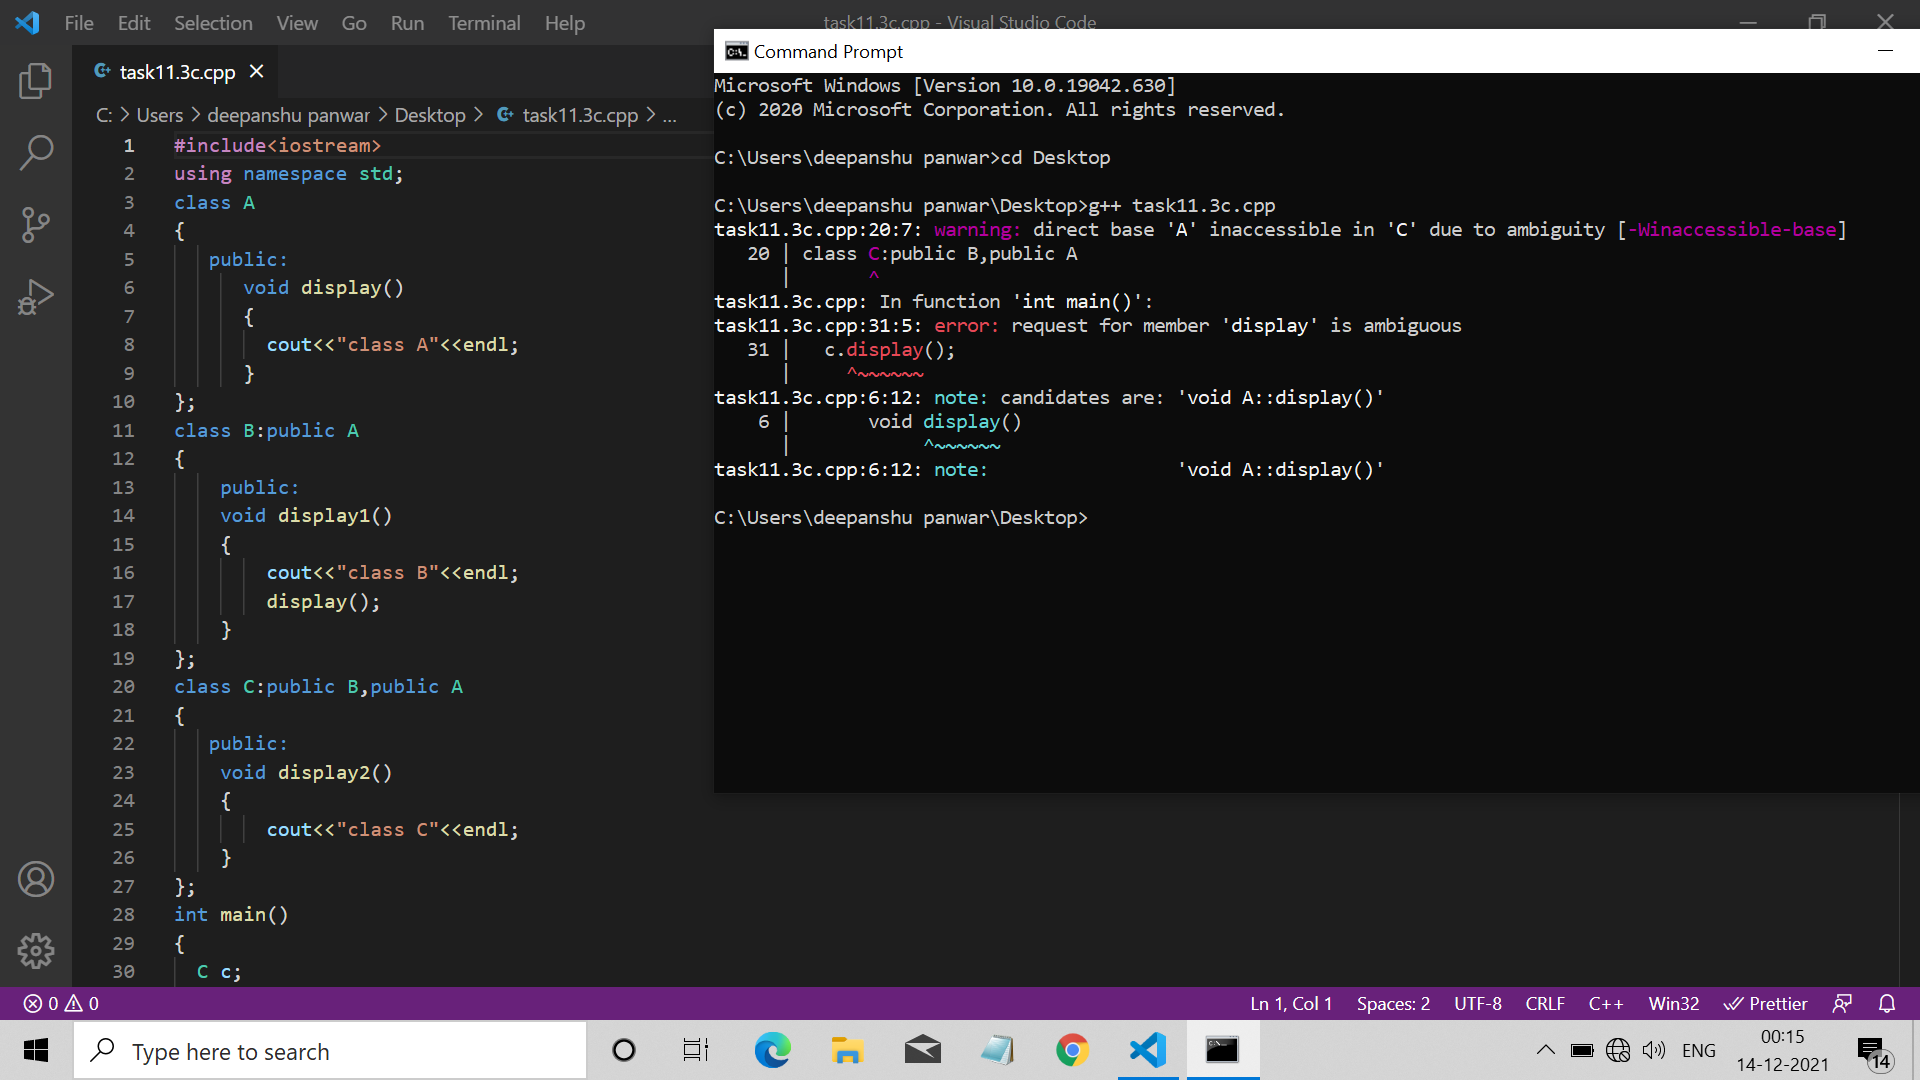 File Edit Selection View Go Run Terminal Help
task11.3c.cpp - Visual Studio Code
task11.3c.cpp
C: > Users > deepanshu panwar > Desktop > task11.3c.cpp > ...
1 #include<iostream>
2 using namespace std;
3 class A
4 {
5 public:
6 void display()
7 {
8 cout<<"class A"<<endl;
9 }
10 };
11 class B:public A
12 {
13 public:
14 void display1()
15 {
16 cout<<"class B"<<endl;
17 display();
18 }
19 };
20 class C:public B,public A
21 {
22 public:
23 void display2()
24 {
25 cout<<"class C"<<endl;
26 }
27 };
28 int main()
29 {
30 C c;
Command Prompt
Microsoft Windows [Version 10.0.19042.630]
(c) 2020 Microsoft Corporation. All rights reserved.
C:\Users\deepanshu panwar>cd Desktop
C:\Users\deepanshu panwar\Desktop>g++ task11.3c.cpp
task11.3c.cpp:20:7: warning: direct base 'A' inaccessible in 'C' due to ambiguity [-Winaccessible-base]
20 | class C:public B,public A
| ^
task11.3c.cpp: In function 'int main()':
task11.3c.cpp:31:5: error: request for member 'display' is ambiguous
31 | c.display();
| ^~~~~~~
task11.3c.cpp:6:12: note: candidates are: 'void A::display()'
6 | void display()
| ^~~~~~~
task11.3c.cpp:6:12: note: 'void A::display()'
C:\Users\deepanshu panwar\Desktop>
0 0
Ln 1, Col 1 Spaces: 2 UTF-8 CRLF C++ Win32 Prettier
Type here to search
ENG
00:15
14-12-2021
14